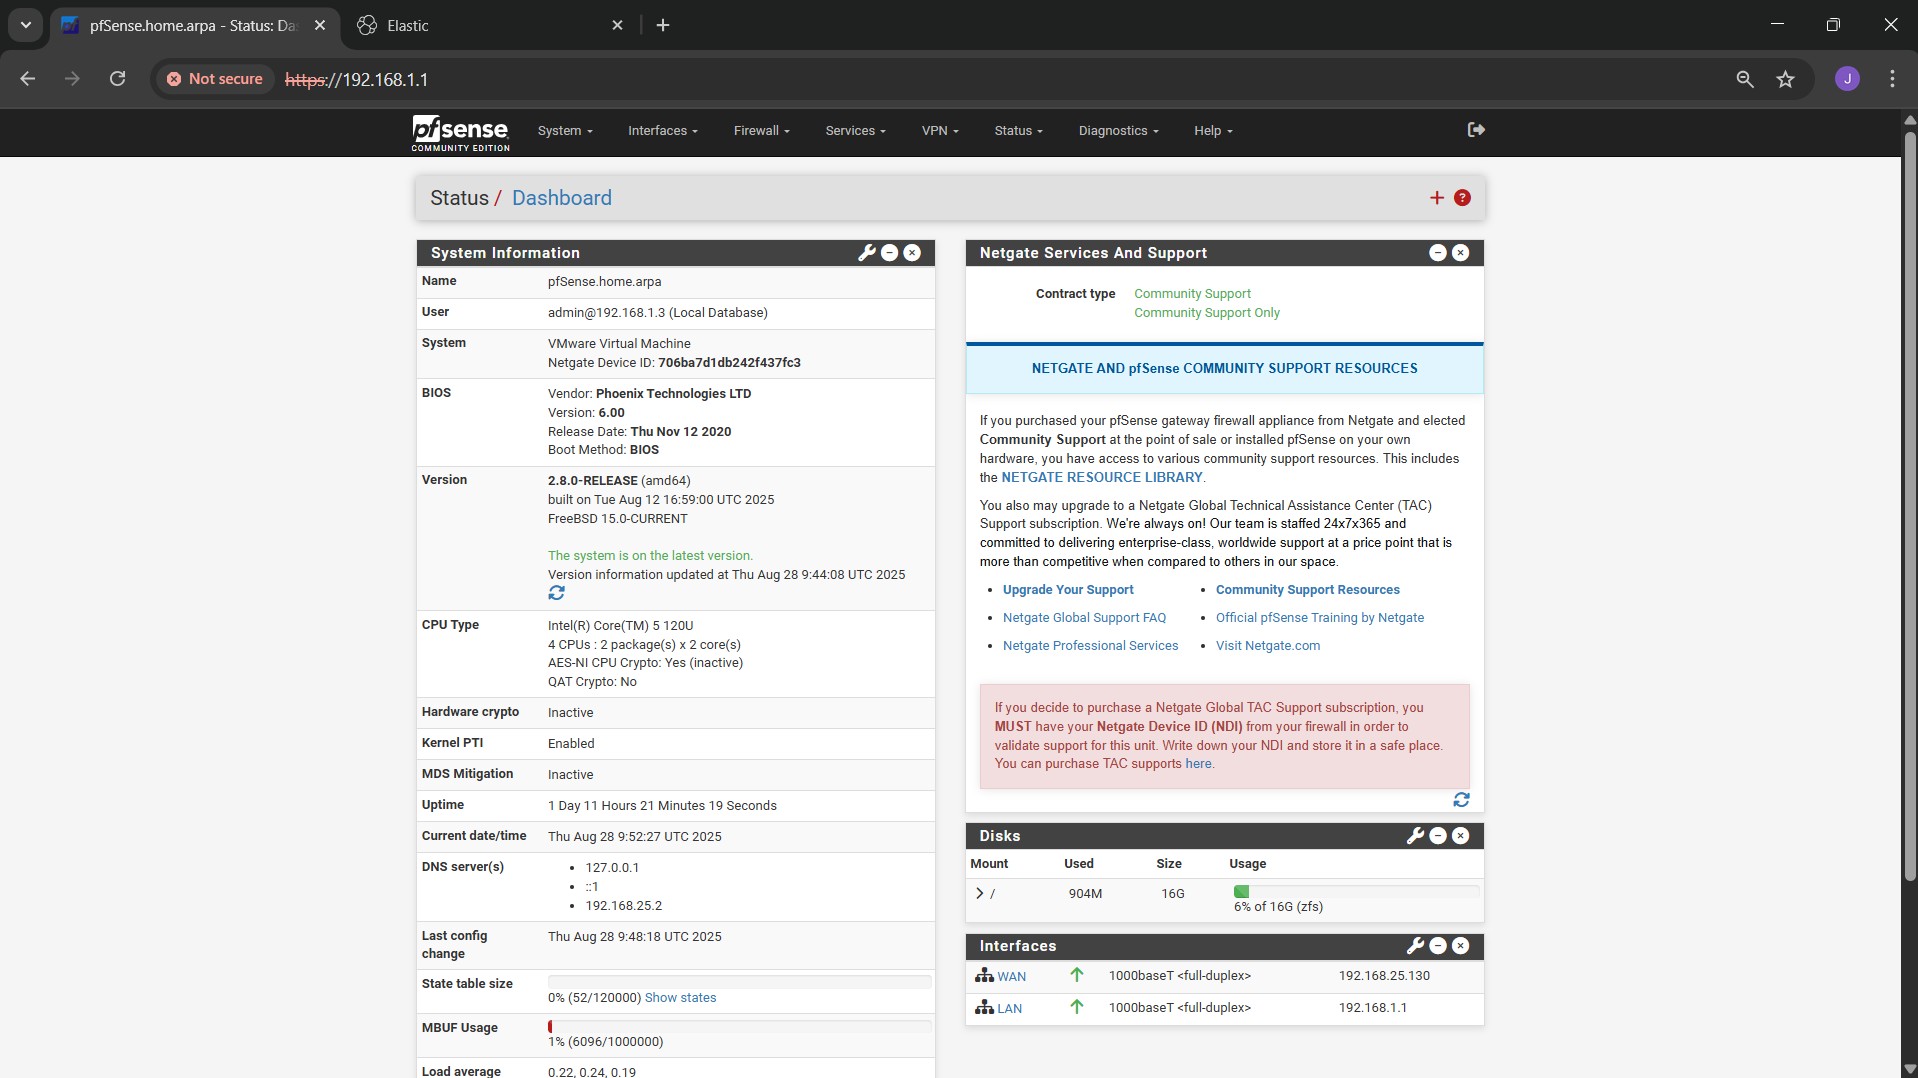 pfSense.home.arpa - Status: Da
Elastic
Not secure https://192.168.1.1
J
pfsense
COMMUNITY EDITION
System Interfaces Firewall Services VPN Status Diagnostics Help
Status / Dashboard
System Information
Name pfSense.home.arpa
User admin@192.168.1.3 (Local Database)
System VMware Virtual Machine
Netgate Device ID: 706ba7d1db242f437fc3
BIOS Vendor: Phoenix Technologies LTD
Version: 6.00
Release Date: Thu Nov 12 2020
Boot Method: BIOS
Version 2.8.0-RELEASE (amd64)
built on Tue Aug 12 16:59:00 UTC 2025
FreeBSD 15.0-CURRENT
The system is on the latest version.
Version information updated at Thu Aug 28 9:44:08 UTC 2025
CPU Type Intel(R) Core(TM) 5 120U
4 CPUs : 2 package(s) x 2 core(s)
AES-NI CPU Crypto: Yes (inactive)
QAT Crypto: No
Hardware crypto Inactive
Kernel PTI Enabled
MDS Mitigation Inactive
Uptime 1 Day 11 Hours 21 Minutes 19 Seconds
Current date/time Thu Aug 28 9:52:27 UTC 2025
DNS server(s) • 127.0.0.1
• ::1
• 192.168.25.2
Last config change Thu Aug 28 9:48:18 UTC 2025
State table size
0% (52/120000) Show states
MBUF Usage
1% (6096/1000000)
Load average 0.22, 0.24, 0.19
Netgate Services And Support
Contract type Community Support
Community Support Only
NETGATE AND pfSense COMMUNITY SUPPORT RESOURCES
If you purchased your pfSense gateway firewall appliance from Netgate and elected
Community Support at the point of sale or installed pfSense on your own
hardware, you have access to various community support resources. This includes
the NETGATE RESOURCE LIBRARY.
You also may upgrade to a Netgate Global Technical Assistance Center (TAC)
Support subscription. We're always on! Our team is staffed 24x7x365 and
committed to delivering enterprise-class, worldwide support at a price point that is
more than competitive when compared to others in our space.
• Upgrade Your Support • Community Support Resources
• Netgate Global Support FAQ • Official pfSense Training by Netgate
• Netgate Professional Services • Visit Netgate.com
If you decide to purchase a Netgate Global TAC Support subscription, you
MUST have your Netgate Device ID (NDI) from your firewall in order to
validate support for this unit. Write down your NDI and store it in a safe place.
You can purchase TAC supports here.
Disks
Mount Used Size Usage
> / 904M 16G
6% of 16G (zfs)
Interfaces
WAN 1000baseT <full-duplex> 192.168.25.130
LAN 1000baseT <full-duplex> 192.168.1.1